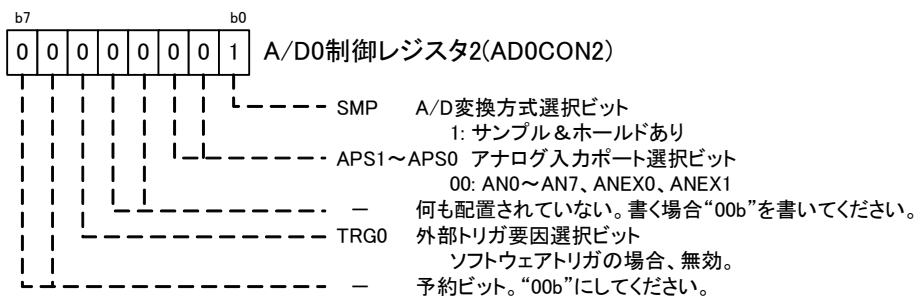 b7 b0
0 0 0 0 0 0 0 1 A/D0制御レジスタ2(AD0CON2)
SMP A/D変換方式選択ビット
1: サンプル&ホールドあり
APS1~APS0 アナログ入力ポート選択ビット
00: AN0~AN7、ANEX0、ANEX1
― 何も配置されていない。書く場合“00b”を書いてください。
TRG0 外部トリガ要因選択ビット
ソフトウェアトリガの場合、無効。
― 予約ビット。“00b”にしてください。